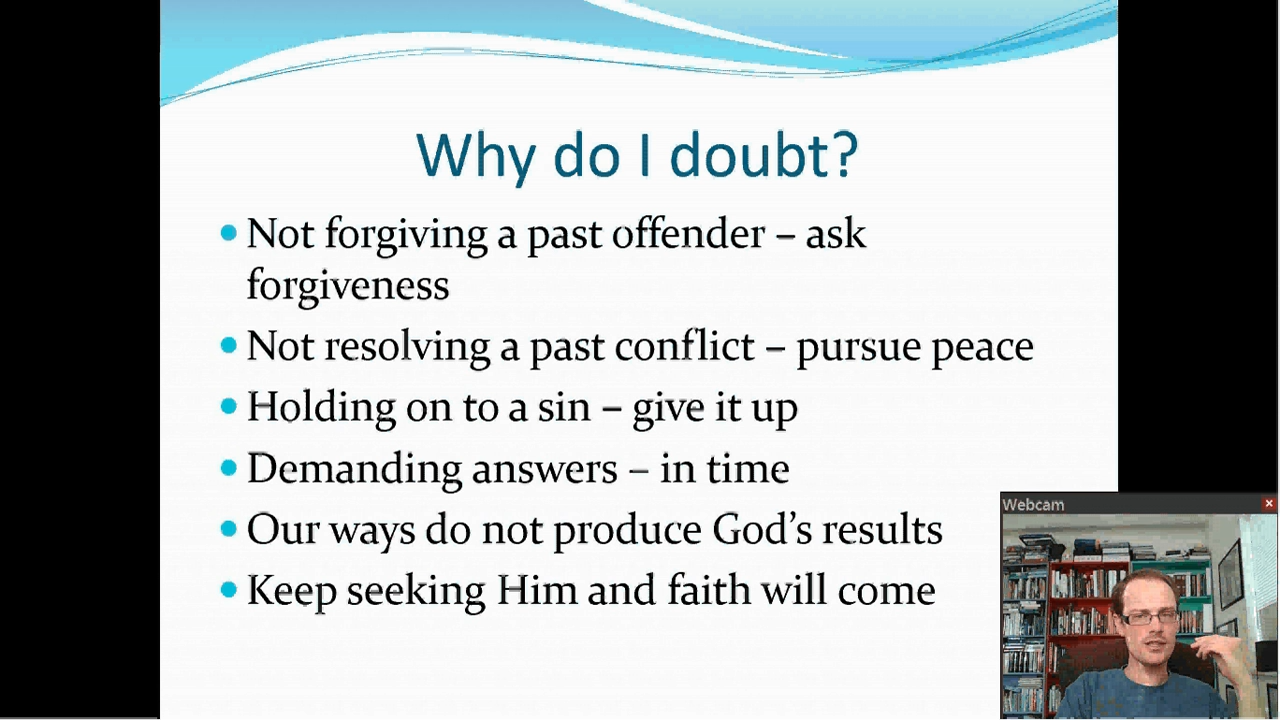 Why do I doubt?
• Not forgiving a past offender – ask
forgiveness
• Not resolving a past conflict – pursue peace
• Holding on to a sin – give it up
• Demanding answers – in time
• Our ways do not produce God’s results
• Keep seeking Him and faith will come
Webcam